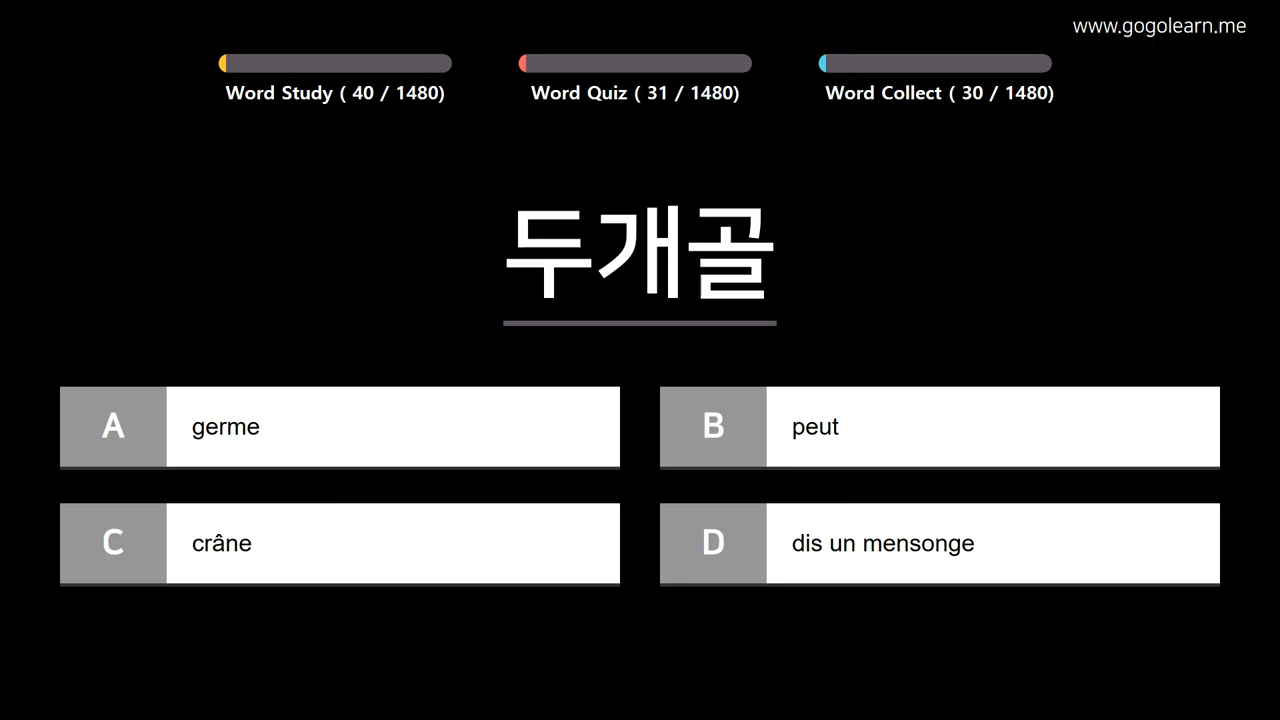 www.gogolearn.me
Word Study ( 40 / 1480)
Word Quiz ( 31 / 1480)
Word Collect ( 30 / 1480)
두개골
A germe
B peut
C crâne
D dis un mensonge